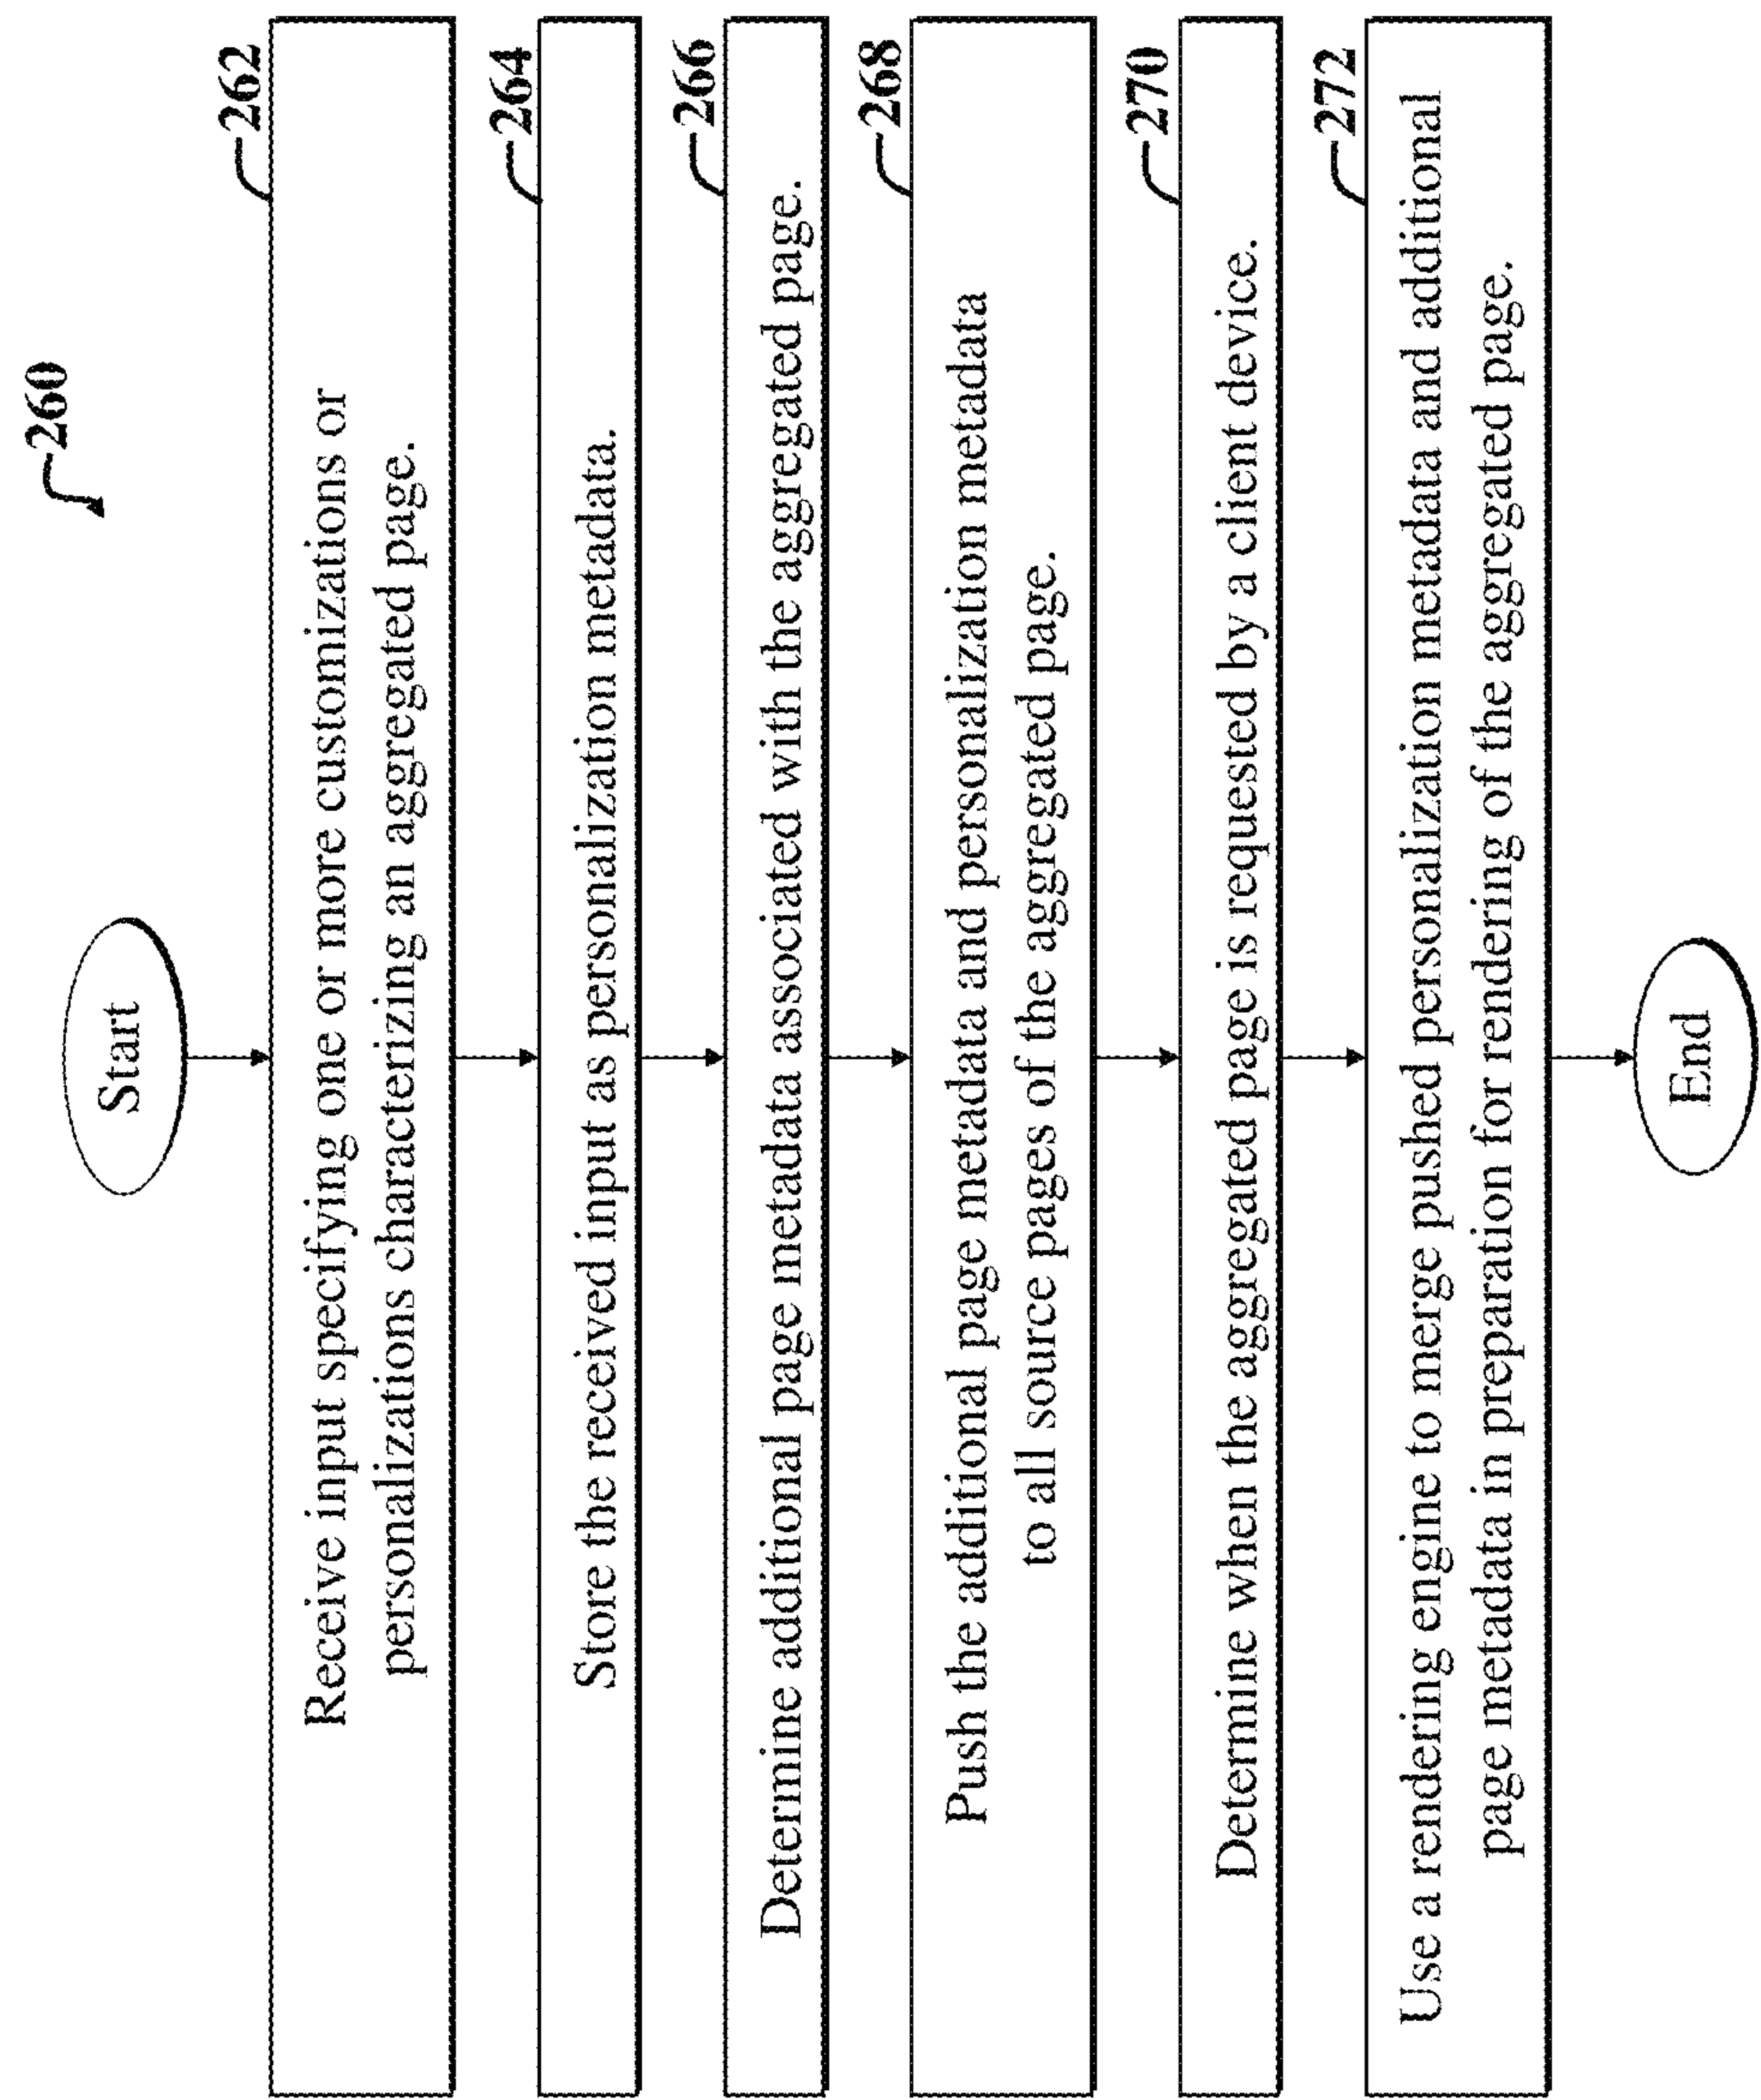 260
Start
262
Receive input specifying one or more customizations or
personalizations characterizing an aggregated page.
264
Store the received input as personalization metadata.
266
Determine additional page metadata associated with the aggregated page.
268
Push the additional page metadata and personalization metadata
to all source pages of the aggregated page.
270
Determine when the aggregated page is requested by a client device.
272
Use a rendering engine to merge pushed personalization metadata and additional
page metadata in preparation for rendering of the aggregated page.
End